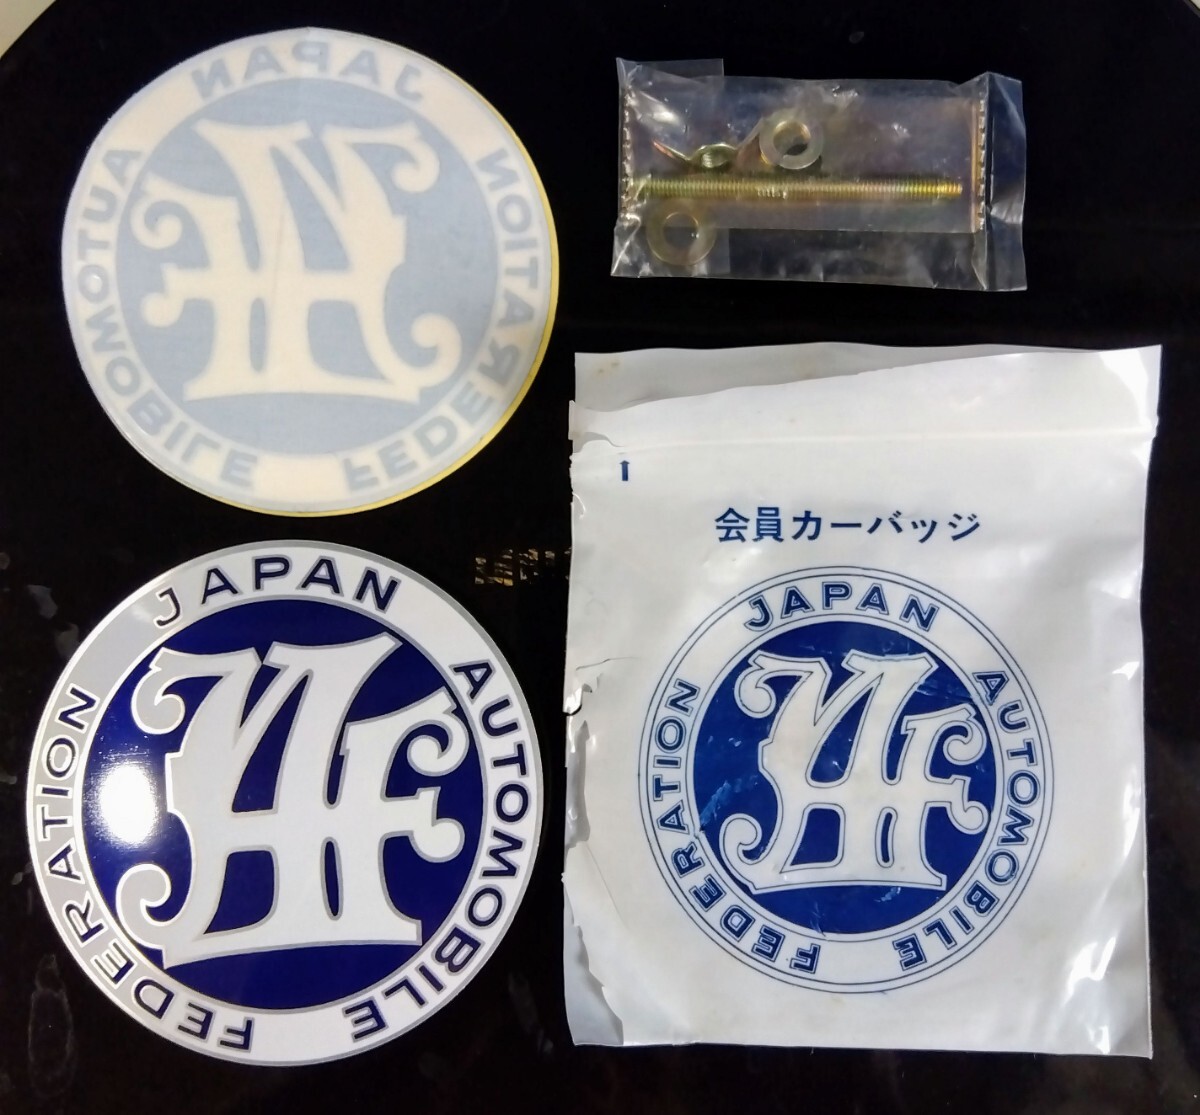 JAPAN AUTOMOBILE FEDERATION
JAPAN AUTOMOBILE FEDERATION
↑
会員カーバッジ
JAPAN AUTOMOBILE FEDERATION